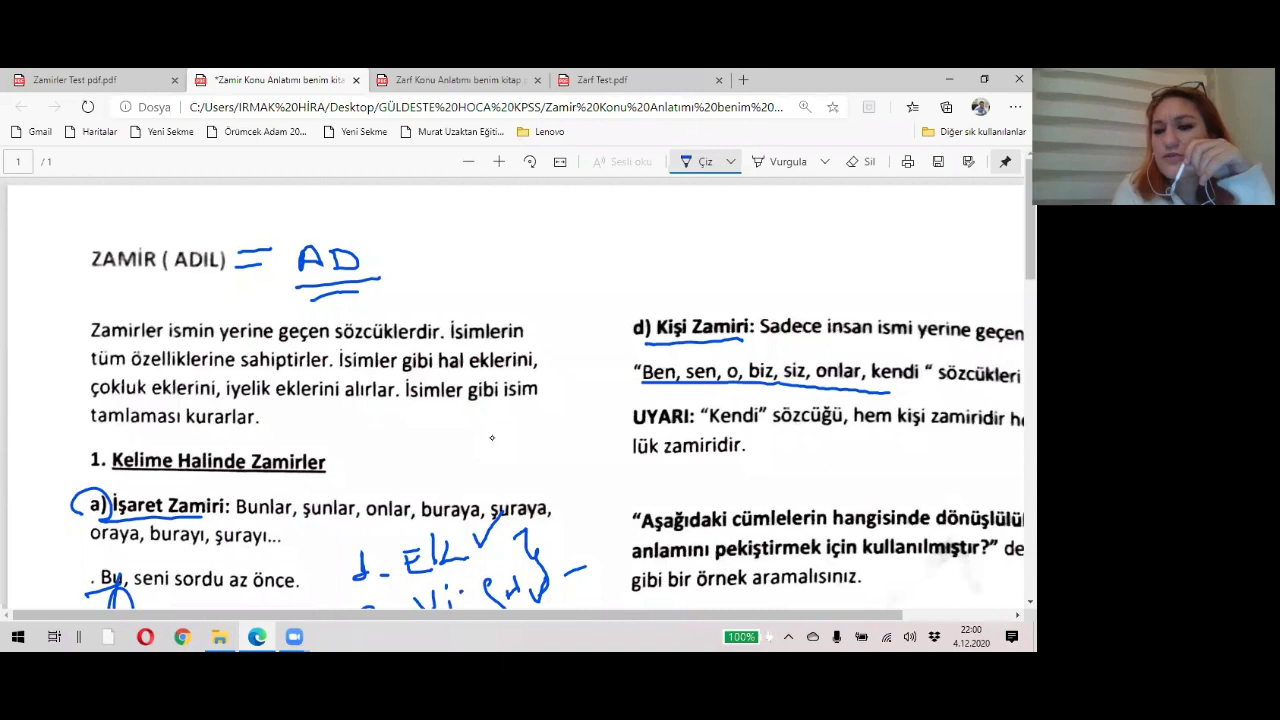 Zamirler Test pdf.pdf
*Zamir Konu Anlatımı benim kita
Zarf Konu Anlatımı benim kitap
Zarf Test.pdf
Dosya
C:/Users/IRMAK%20HİRA/Desktop/GÜLDESTE%20HOCA%20KPSS/Zamir%20Konu%20Anlatımı%20benim%20...
Gmail
Haritalar
Yeni Sekme
Örümcek Adam 20...
Yeni Sekme
Murat Uzaktan Eğiti...
Lenovo
Diğer sık kullanılanlar
1 / 1
Sesli oku
Çiz
Vurgula
Sil
ZAMİR ( ADIL) = AD
Zamirler ismin yerine geçen sözcüklerdir. İsimlerin
tüm özelliklerine sahiptirler. İsimler gibi hal eklerini,
çokluk eklerini, iyelik eklerini alırlar. İsimler gibi isim
tamlaması kurarlar.
1. Kelime Halinde Zamirler
a) İşaret Zamiri: Bunlar, şunlar, onlar, buraya, şuraya,
oraya, burayı, şurayı...
. Bu, seni sordu az önce.
d) Kişi Zamiri: Sadece insan ismi yerine geçen
“Ben, sen, o, biz, siz, onlar, kendi “ sözcükleri
UYARI: “Kendi” sözcüğü, hem kişi zamiridir he
lük zamiridir.
“Aşağıdaki cümlelerin hangisinde dönüşlülü
anlamını pekiştirmek için kullanılmıştır?” de
gibi bir örnek aramalısınız.
100%
22:00
4.12.2020